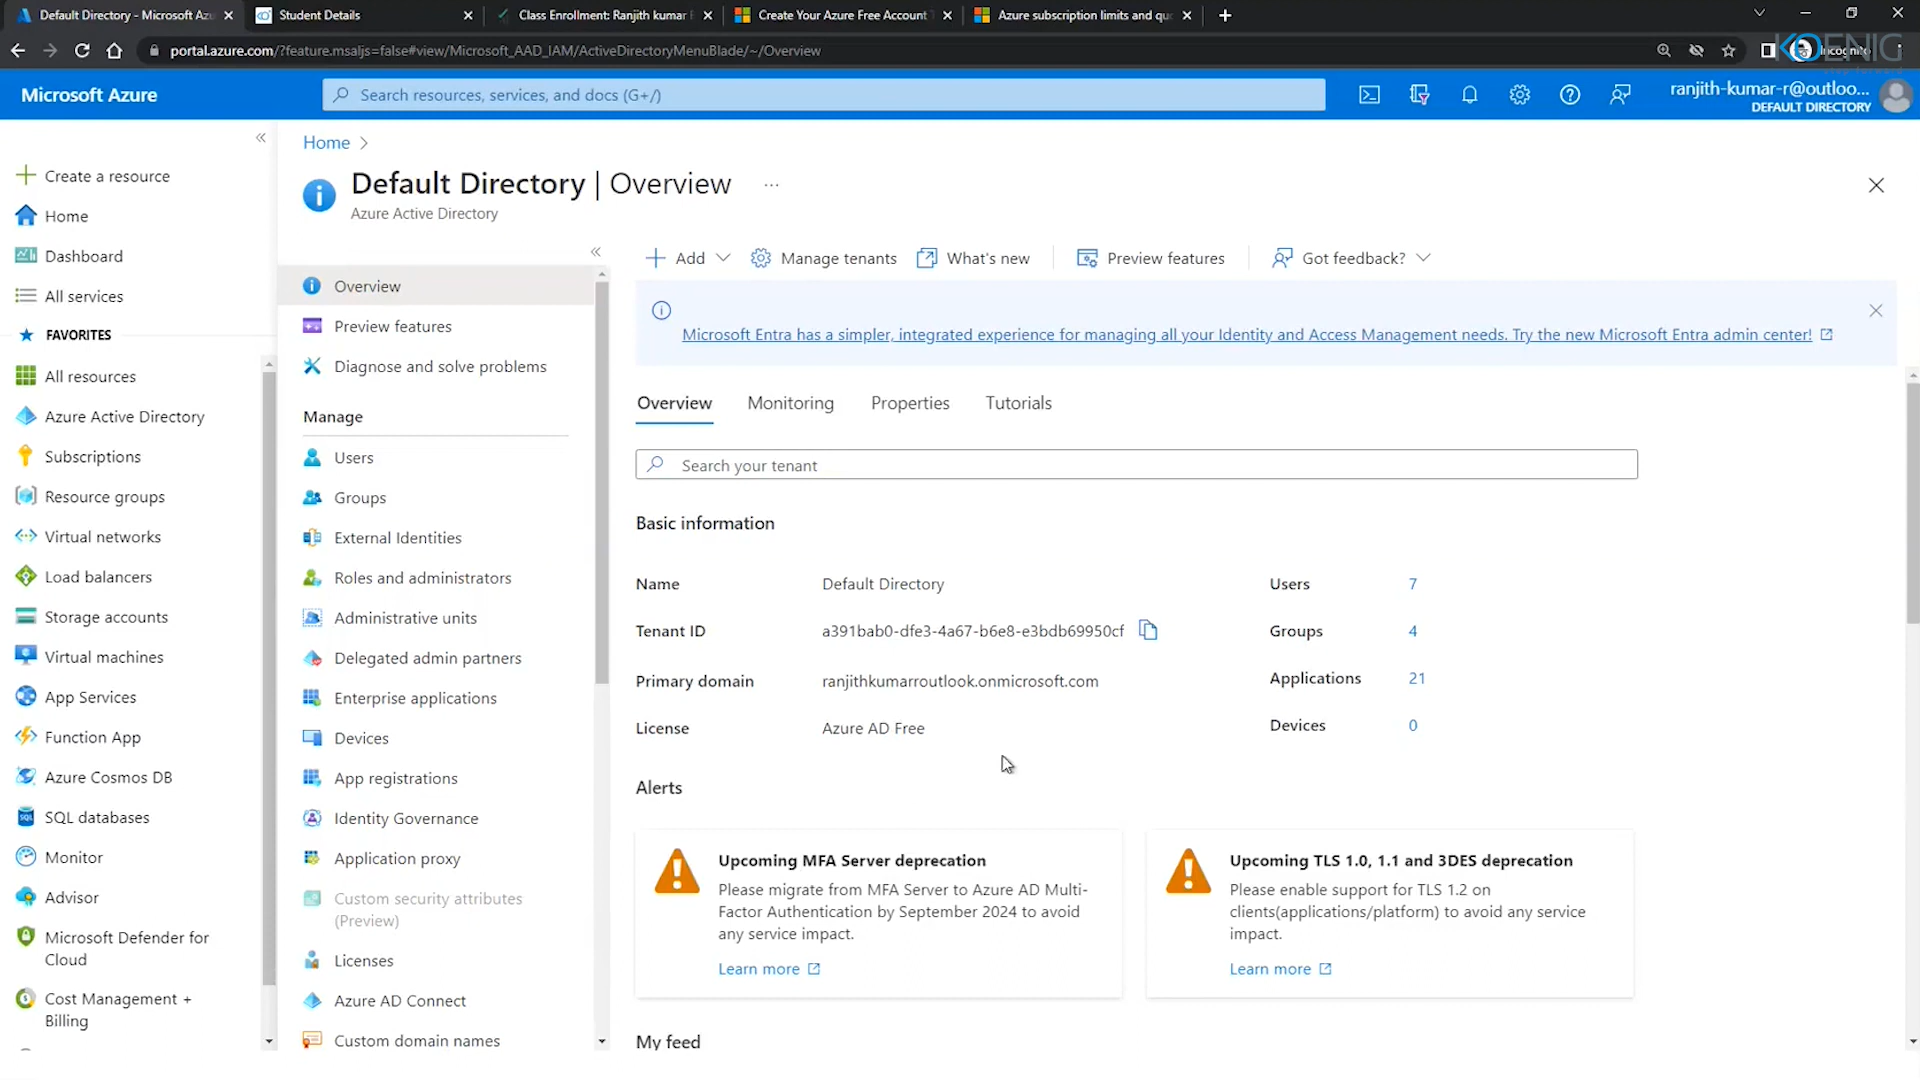 Default Directory - Microsoft Azu
Student Details
Class Enrollment: Ranjith kumar
Create Your Azure Free Account
Azure subscription limits and quo
portal.azure.com/?feature.msaljs=false#view/Microsoft_AAD_IAM/ActiveDirectoryMenuBlade/~/Overview
Incognito
KOENIG
Microsoft Azure
Search resources, services, and docs (G+/)
ranjith-kumar-r@outloo...
DEFAULT DIRECTORY
Create a resource
Home
Dashboard
All services
FAVORITES
All resources
Azure Active Directory
Subscriptions
Resource groups
Virtual networks
Load balancers
Storage accounts
Virtual machines
App Services
Function App
Azure Cosmos DB
SQL databases
Monitor
Advisor
Microsoft Defender for
Cloud
Cost Management +
Billing
Home
Default Directory | Overview
...
Azure Active Directory
Overview
Preview features
Diagnose and solve problems
Manage
Users
Groups
External Identities
Roles and administrators
Administrative units
Delegated admin partners
Enterprise applications
Devices
App registrations
Identity Governance
Application proxy
Custom security attributes
(Preview)
Licenses
Azure AD Connect
Custom domain names
Add
Manage tenants
What's new
Preview features
Got feedback?
Microsoft Entra has a simpler, integrated experience for managing all your Identity and Access Management needs. Try the new Microsoft Entra admin center!
Overview
Monitoring
Properties
Tutorials
Search your tenant
Basic information
Name Default Directory
Users 7
Tenant ID a391bab0-dfe3-4a67-b6e8-e3bdb69950cf
Groups 4
Primary domain ranjithkumarroutlook.onmicrosoft.com
Applications 21
License Azure AD Free
Devices 0
Alerts
Upcoming MFA Server deprecation
Please migrate from MFA Server to Azure AD Multi-
Factor Authentication by September 2024 to avoid
any service impact.
Learn more
Upcoming TLS 1.0, 1.1 and 3DES deprecation
Please enable support for TLS 1.2 on
clients(applications/platform) to avoid any service
impact.
Learn more
My feed